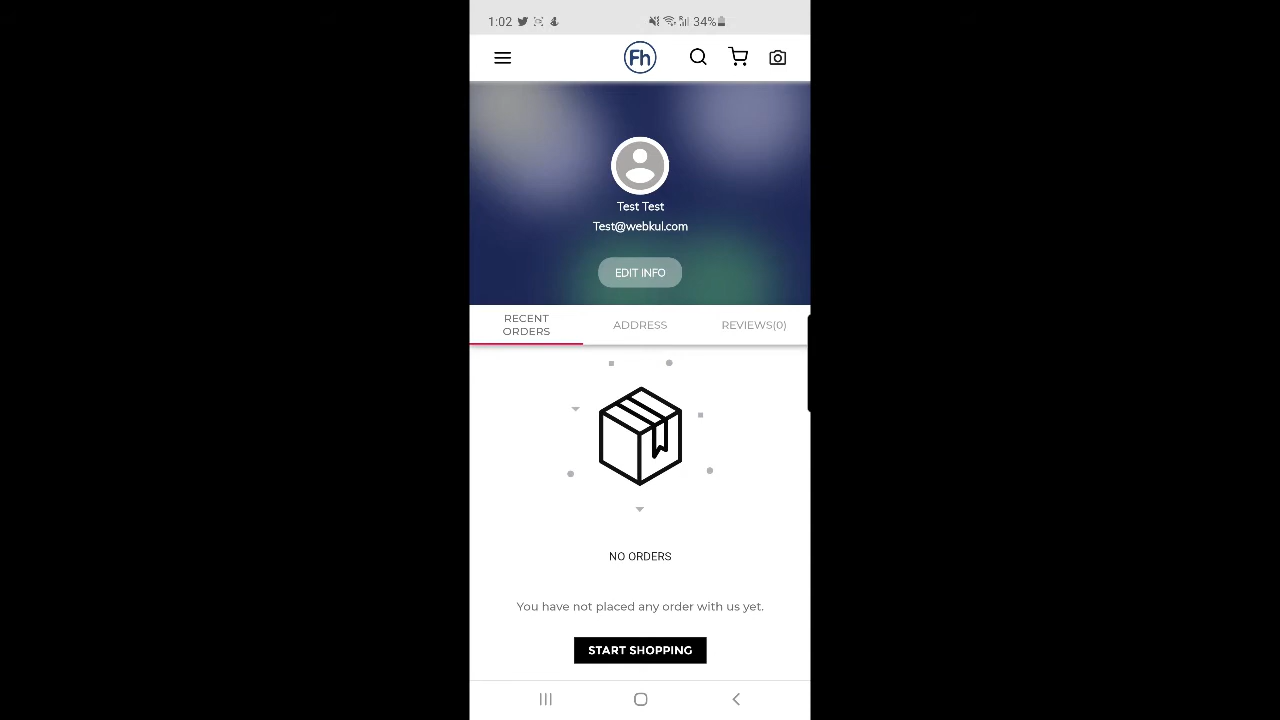 1:02 34%
Fh
Test Test
Test@webkul.com
EDIT INFO
RECENT
ORDERS
ADDRESS
REVIEWS(0)
NO ORDERS
You have not placed any order with us yet.
START SHOPPING